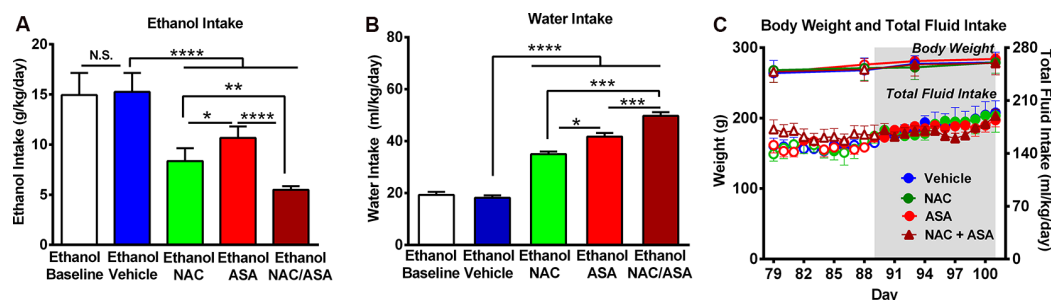 A
Ethanol Intake
Ethanol Intake (g/kg/day)
20
15
10
5
0
N.S.
****
**
*
****
Ethanol Baseline
Ethanol Vehicle
Ethanol NAC
Ethanol ASA
Ethanol NAC/ASA
B
Water Intake
Water Intake (ml/kg/day)
80
60
40
20
0
****
***
*
***
Ethanol Baseline
Ethanol Vehicle
Ethanol NAC
Ethanol ASA
Ethanol NAC/ASA
C
Body Weight and Total Fluid Intake
Weight (g)
300
200
100
0
Body Weight
Total Fluid Intake
Vehicle
NAC
ASA
NAC + ASA
79 82 85 88 91 94 97 100
Day
280
210
140
70
0
Total Fluid Intake (ml/kg/day)